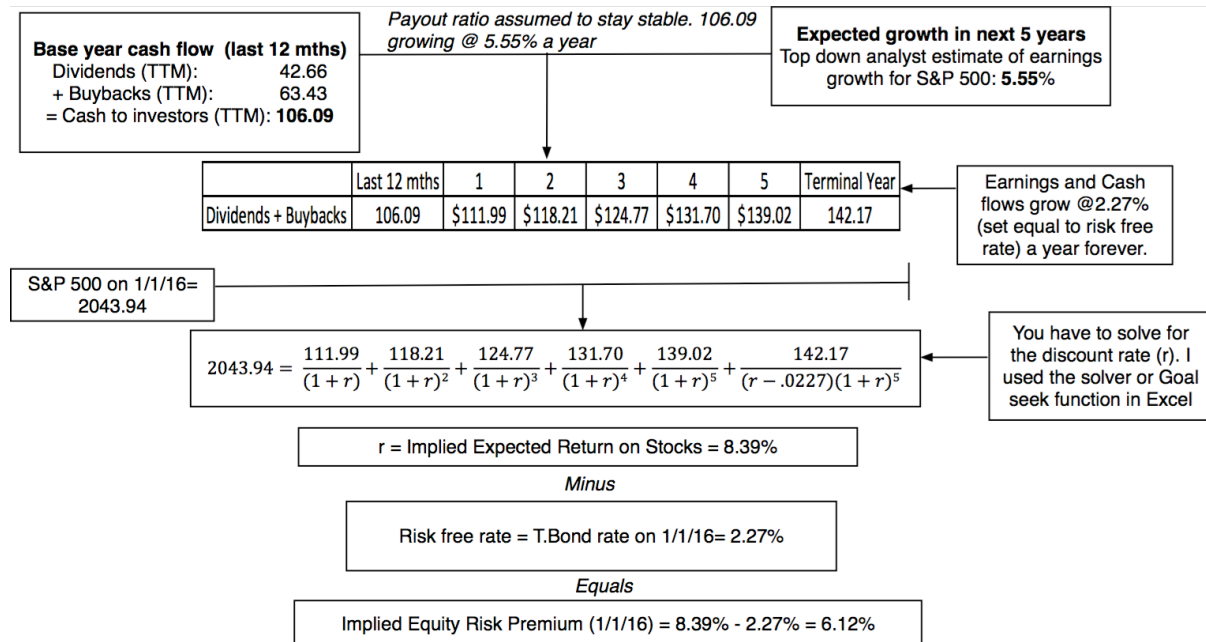 Base year cash flow (last 12 mths)
Dividends (TTM): 42.66
+ Buybacks (TTM): 63.43
= Cash to investors (TTM): 106.09
Payout ratio assumed to stay stable. 106.09
growing @ 5.55% a year
Expected growth in next 5 years
Top down analyst estimate of earnings
growth for S&P 500: 5.55%
Last 12 mths 1 2 3 4 5 Terminal Year
Dividends + Buybacks 106.09 $111.99 $118.21 $124.77 $131.70 $139.02 142.17
Earnings and Cash
flows grow @2.27%
(set equal to risk free
rate) a year forever.
S&P 500 on 1/1/16=
2043.94
2043.94 = 111.99/(1 + r) + 118.21/(1 + r)² + 124.77/(1 + r)³ + 131.70/(1 + r)⁴ + 139.02/(1 + r)⁵ + 142.17/(r − .0227)(1 + r)⁵
You have to solve for
the discount rate (r). I
used the solver or Goal
seek function in Excel
r = Implied Expected Return on Stocks = 8.39%
Minus
Risk free rate = T.Bond rate on 1/1/16= 2.27%
Equals
Implied Equity Risk Premium (1/1/16) = 8.39% - 2.27% = 6.12%